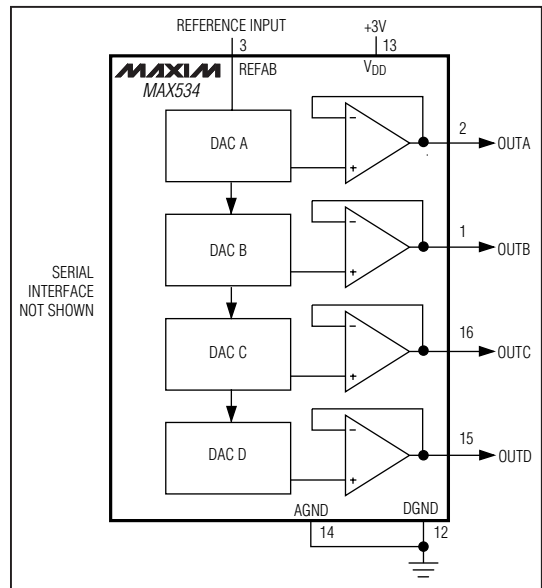 REFERENCE INPUT
+3V
3
13
MAXIM
MAX534
REFAB
VDD
DAC A
2
OUTA
DAC B
1
OUTB
SERIAL
INTERFACE
NOT SHOWN
DAC C
16
OUTC
DAC D
15
OUTD
AGND
DGND
14
12
-
+
-
+
-
+
-
+